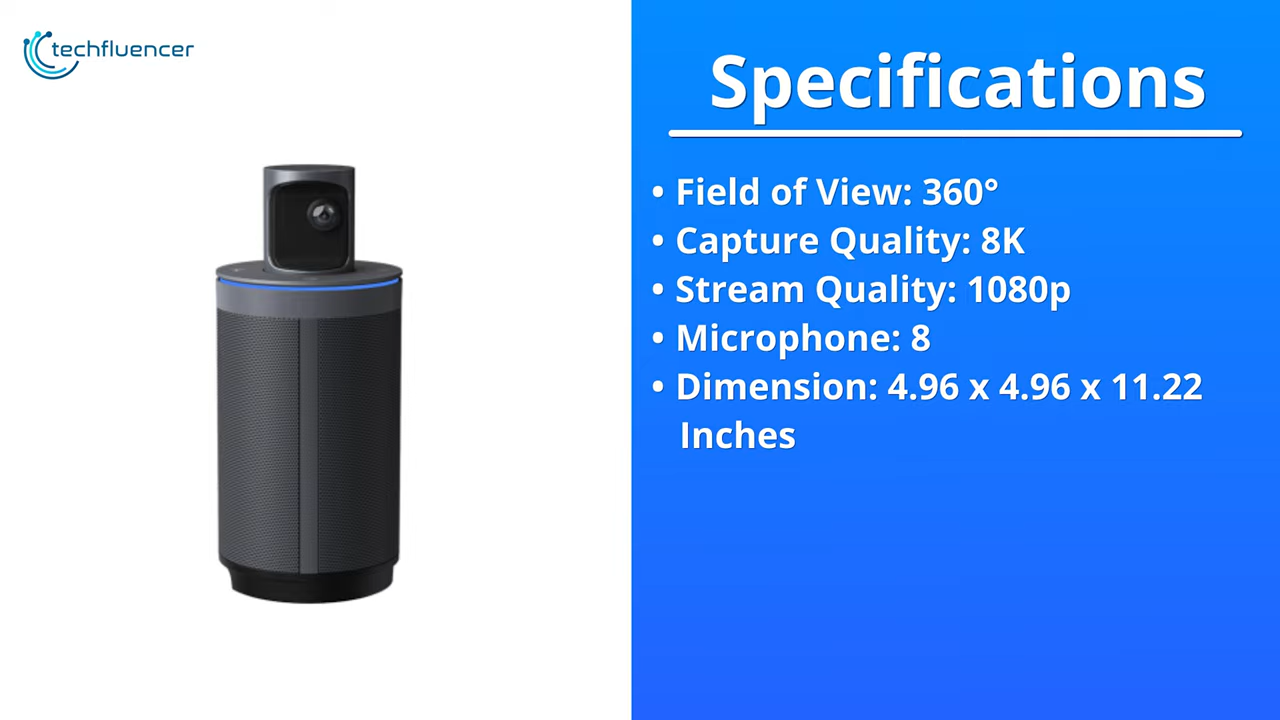 techfluencer
Specifications
• Field of View: 360°
• Capture Quality: 8K
• Stream Quality: 1080p
• Microphone: 8
• Dimension: 4.96 x 4.96 x 11.22
Inches